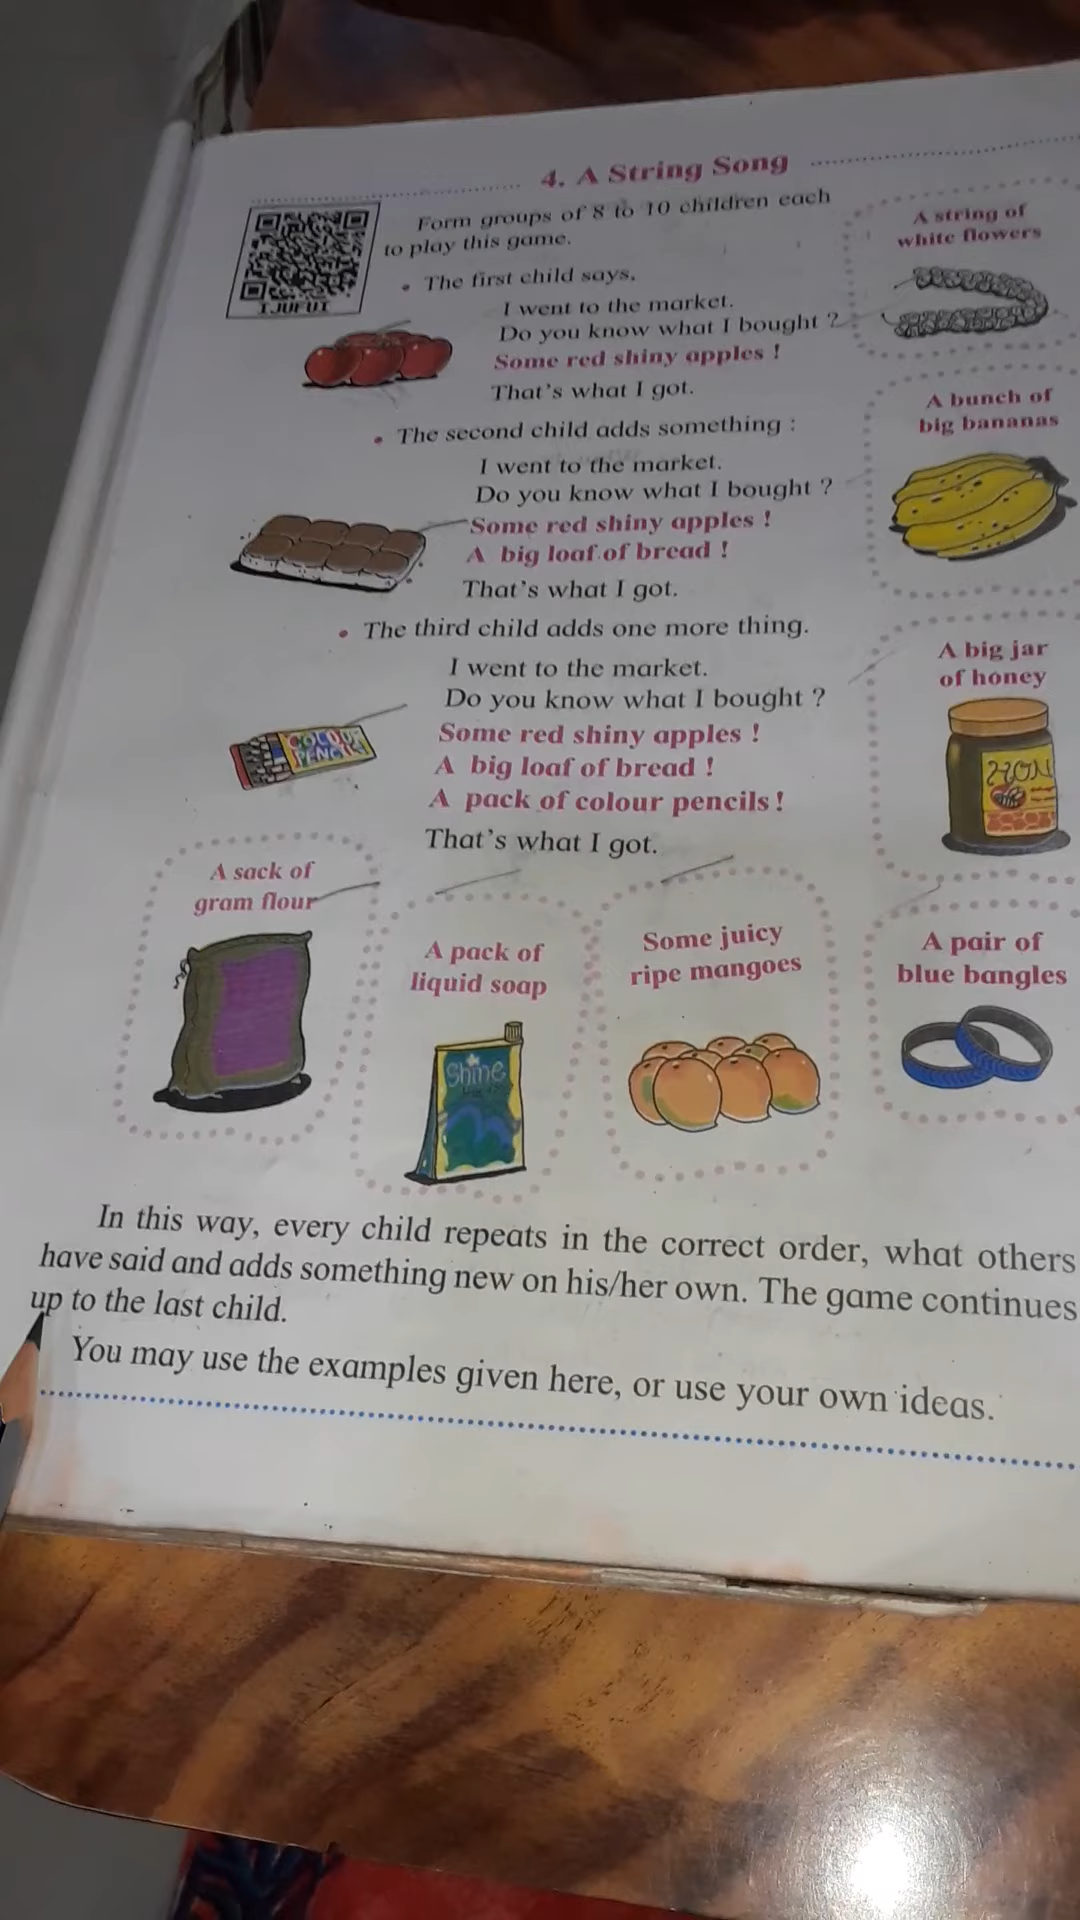 4. A String Song
Form groups of 8 to 10 children each
to play this game.
• The first child says,
I went to the market.
Do you know what I bought ?
Some red shiny apples !
That's what I got.
• The second child adds something :
I went to the market.
Do you know what I bought ?
Some red shiny apples !
A big loaf of bread !
That's what I got.
• The third child adds one more thing.
I went to the market.
Do you know what I bought ?
Some red shiny apples !
A big loaf of bread !
A pack of colour pencils !
That's what I got.
A string of
white flowers
A bunch of
big bananas
A big jar
of honey
HON
COLOUR
PENCIL
A sack of
gram flour
A pack of
liquid soap
Shine
Some juicy
ripe mangoes
A pair of
blue bangles
In this way, every child repeats in the correct order, what others
have said and adds something new on his/her own. The game continues
up to the last child.
You may use the examples given here, or use your own ideas.